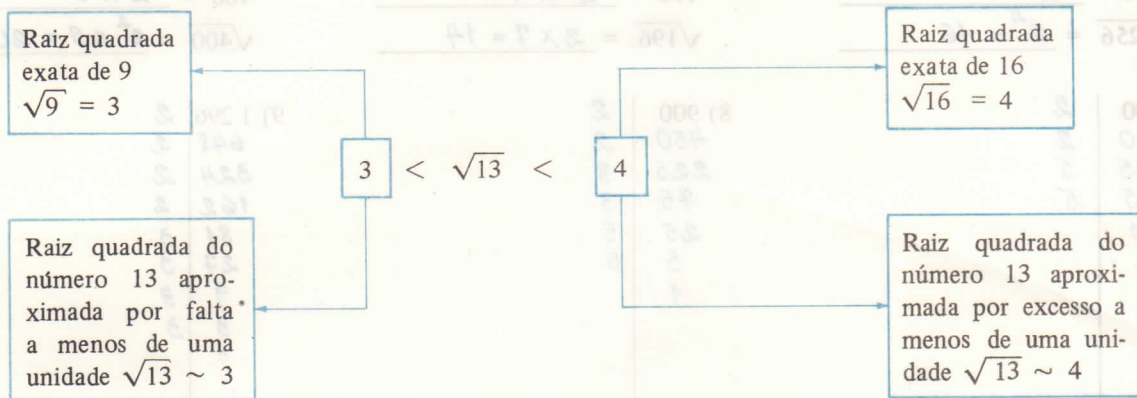 Raiz quadrada
exata de 9
√9 = 3
Raiz quadrada
exata de 16
√16 = 4
3 < √13 < 4
Raiz quadrada do
número 13 apro-
ximada por falta
a menos de uma
unidade √13 ~ 3
Raiz quadrada do
número 13 aproxi-
mada por excesso a
menos de uma uni-
dade √13 ~ 4